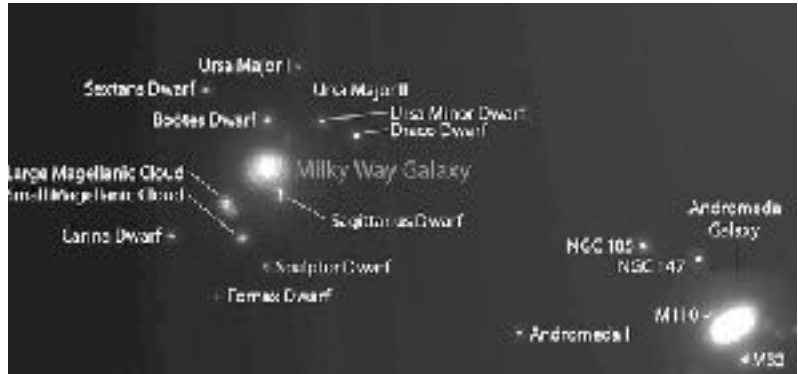 Ursa Major I
Sextans Dwarf
Ursa Major II
Ursa Minor Dwarf
Bootes Dwarf
Draco Dwarf
Large Magellanic Cloud
Milky Way Galaxy
Small Magellanic Cloud
Sagittarius Dwarf
Carina Dwarf
Andromeda
Galaxy
NGC 185
NGC 147
Sculptor Dwarf
Fornax Dwarf
M110
Andromeda I
M32